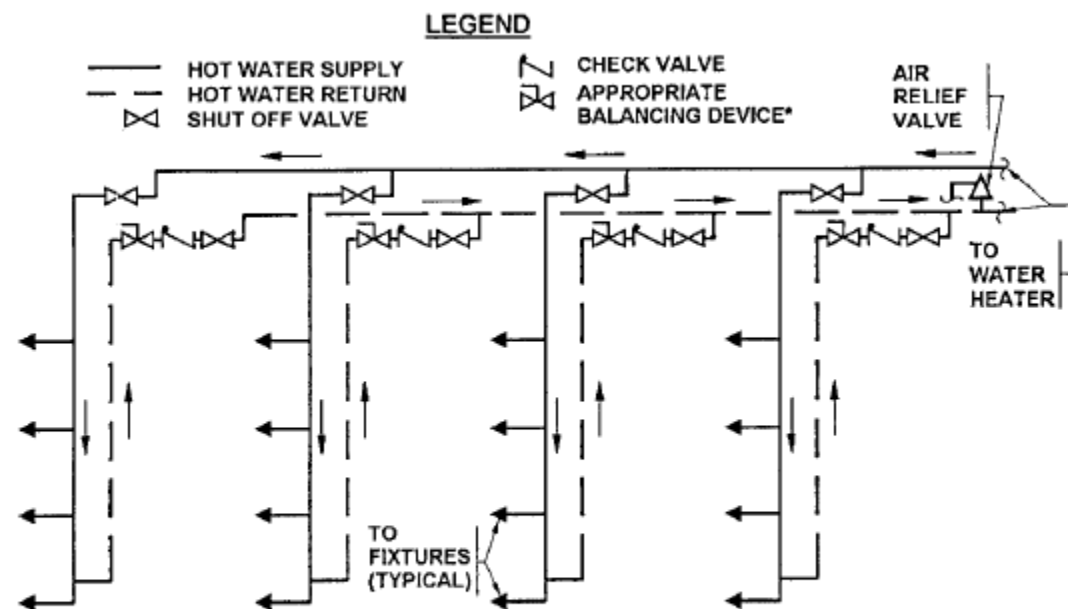 LEGEND
HOT WATER SUPPLY
HOT WATER RETURN
SHUT OFF VALVE
CHECK VALVE
APPROPRIATE
BALANCING DEVICE*
AIR
RELIEF
VALVE
TO
WATER
HEATER
TO
FIXTURES
(TYPICAL)